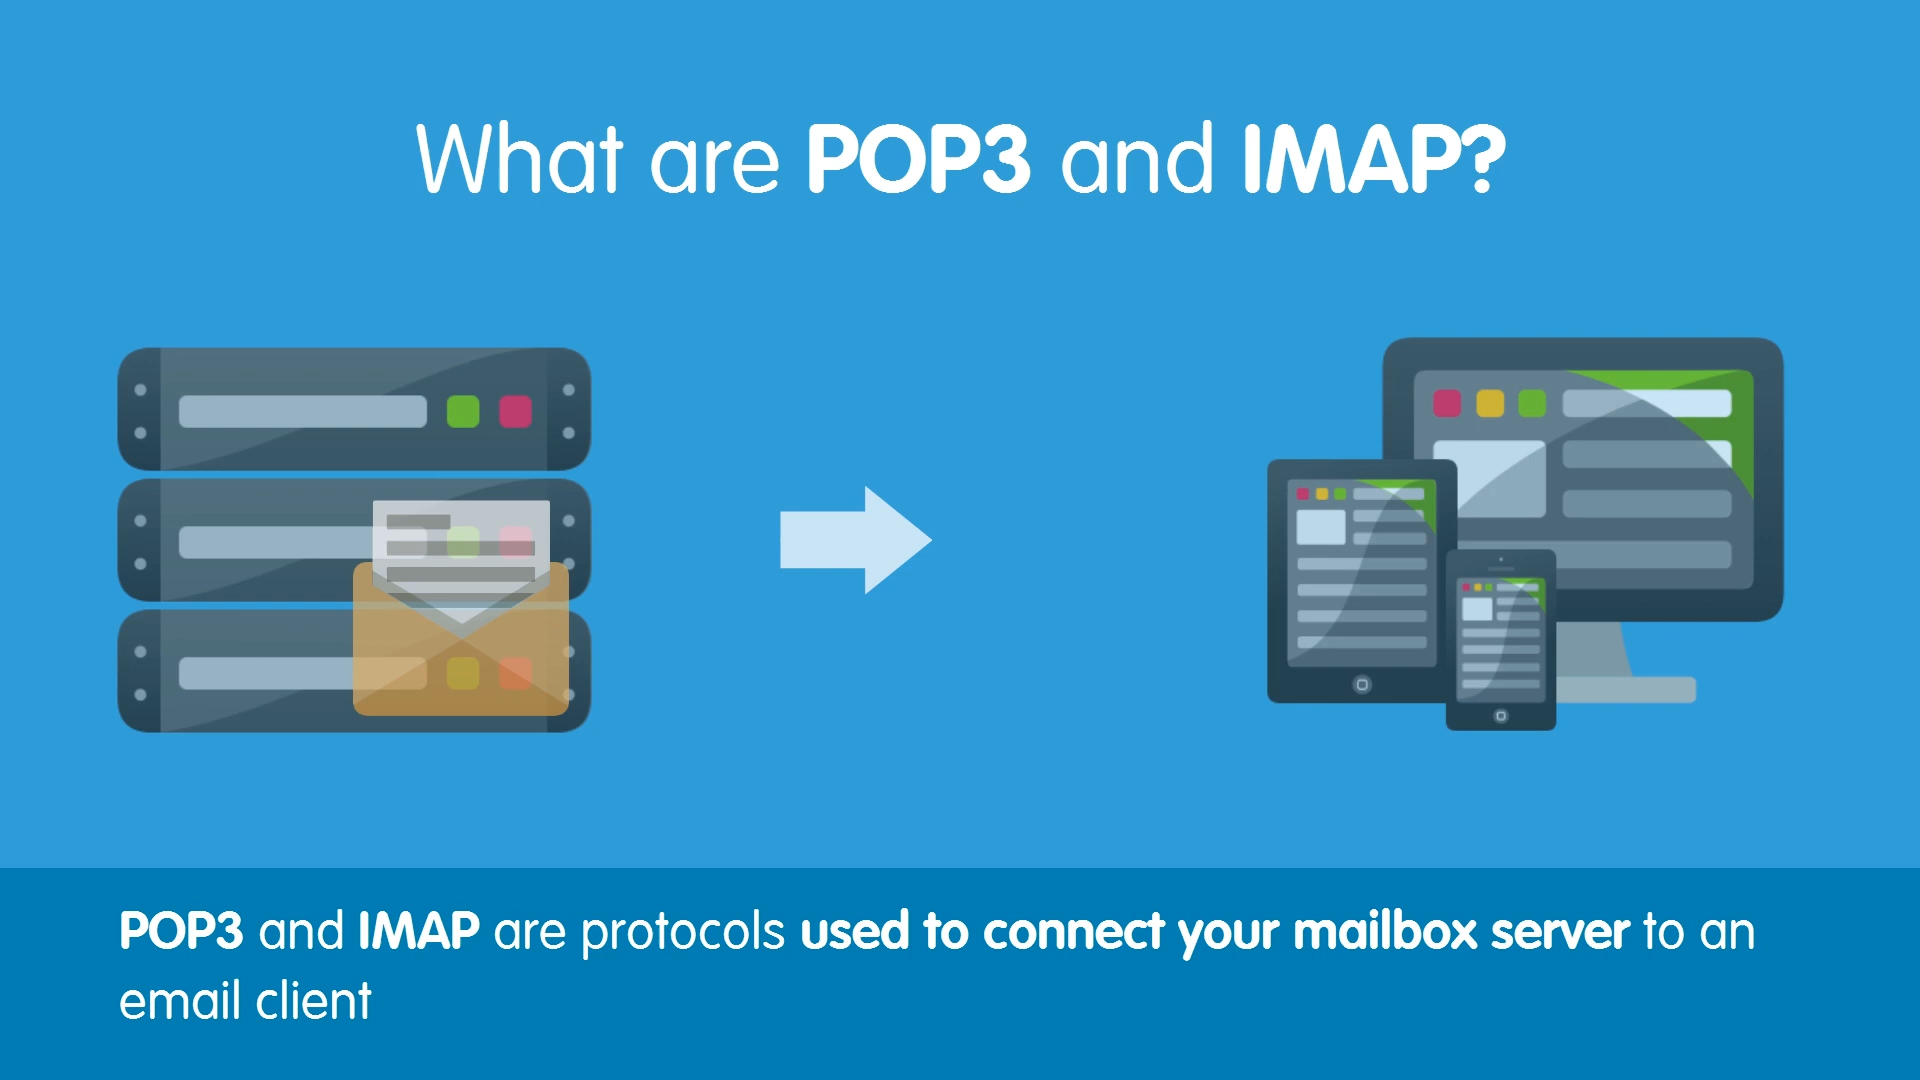 What are POP3 and IMAP?
POP3 and IMAP are protocols used to connect your mailbox server to an
email client